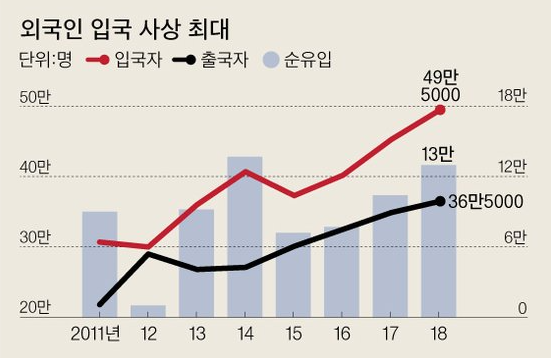 외국인 입국 사상 최대
단위:명 입국자 출국자 순유입
49만
5000
50만 18만
13만
40만 12만
36만5000
30만 6만
20만 0
2011년 12 13 14 15 16 17 18